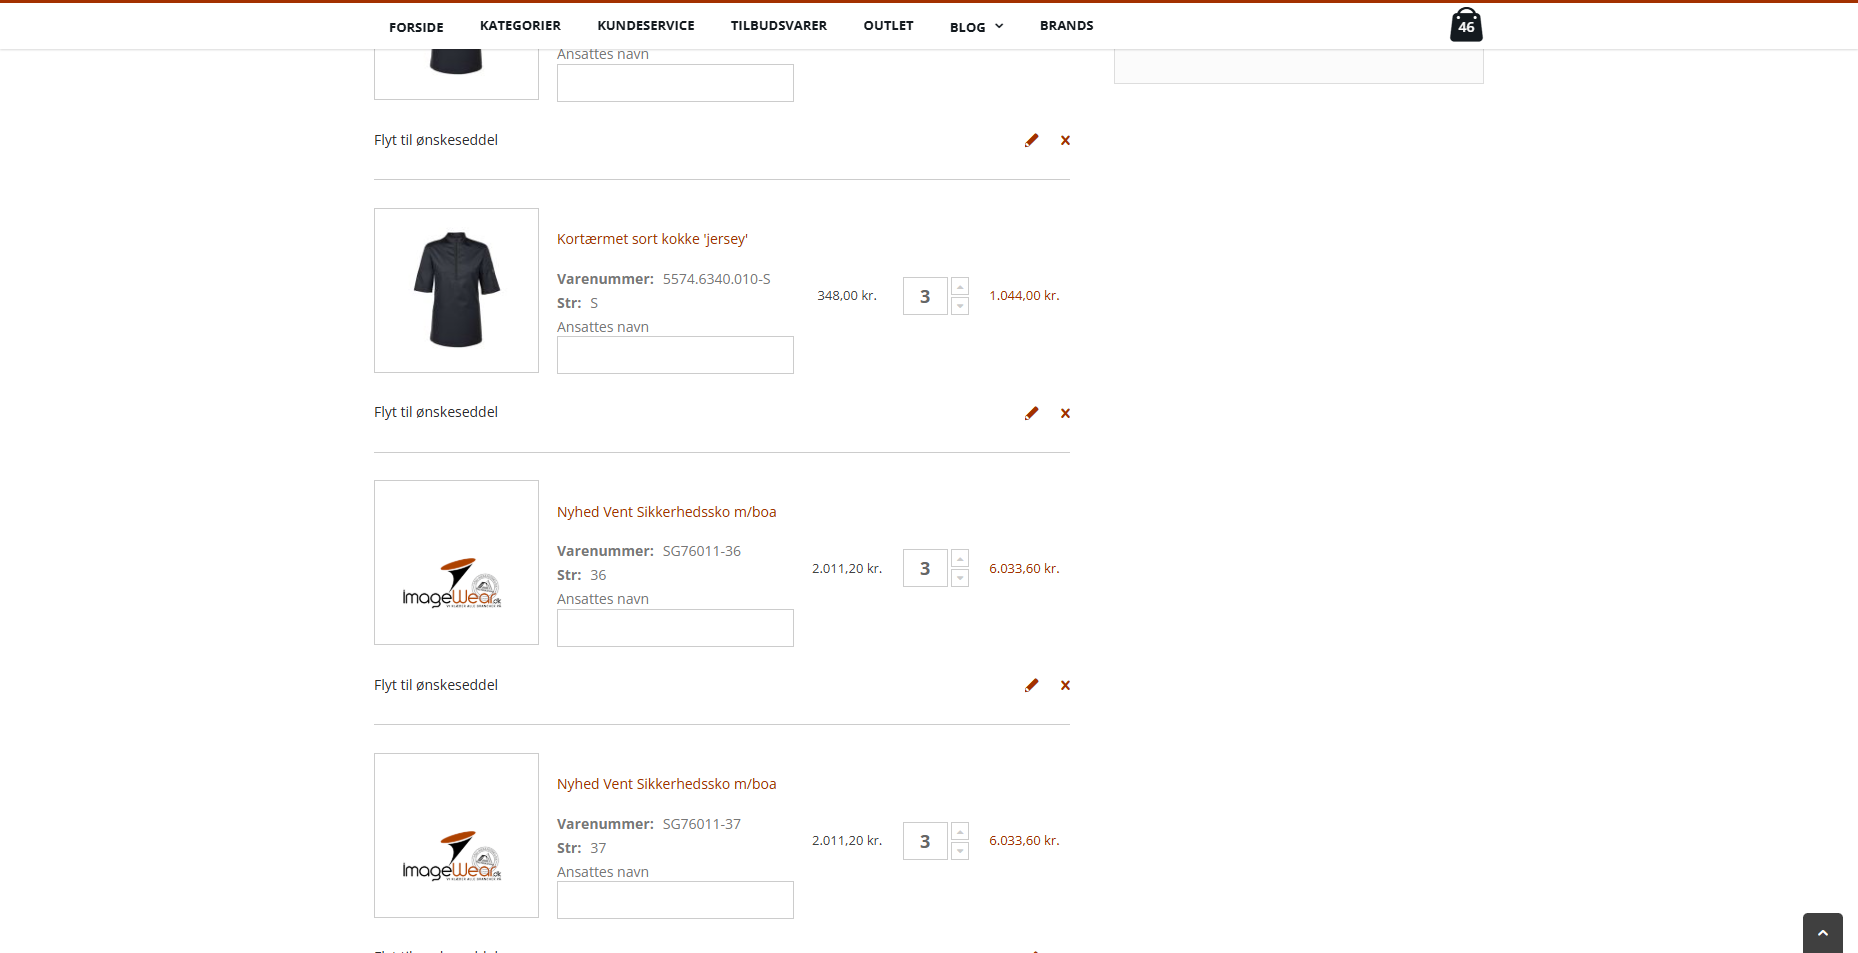 FORSIDE KATEGORIER KUNDESERVICE TILBUDSVARER OUTLET BLOG BRANDS 46
Ansattes navn
Flyt til ønskeseddel
Kortærmet sort kokke 'jersey'
Varenummer: 5574.6340.010-S
Str: S
348,00 kr. 3 1.044,00 kr.
Ansattes navn
Flyt til ønskeseddel
Nyhed Vent Sikkerhedssko m/boa
Varenummer: SG76011-36
Str: 36
2.011,20 kr. 3 6.033,60 kr.
Ansattes navn
ImageWear.dk
Flyt til ønskeseddel
Nyhed Vent Sikkerhedssko m/boa
Varenummer: SG76011-37
Str: 37
2.011,20 kr. 3 6.033,60 kr.
Ansattes navn
ImageWear.dk